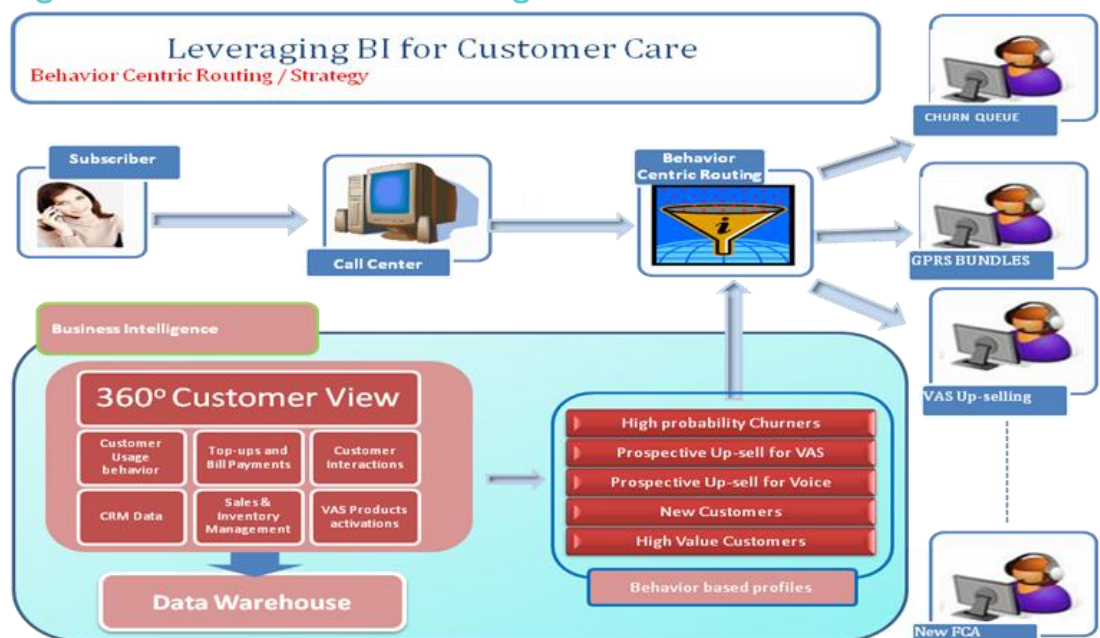 Leveraging BI for Customer Care
Behavior Centric Routing / Strategy
CHURN QUEUE
Subscriber
Call Center
Behavior
Centric Routing
i
GPRS BUNDLES
VAS Up-selling
New FCA
Business Intelligence
360º Customer View
Customer
Usage
behavior
Top-ups and
Bill Payments
Customer
Interactions
CRM Data
Sales &
Inventory
Management
VAS Products
activations
Data Warehouse
High probability Churners
Prospective Up-sell for VAS
Prospective Up-sell for Voice
New Customers
High Value Customers
Behavior based profiles